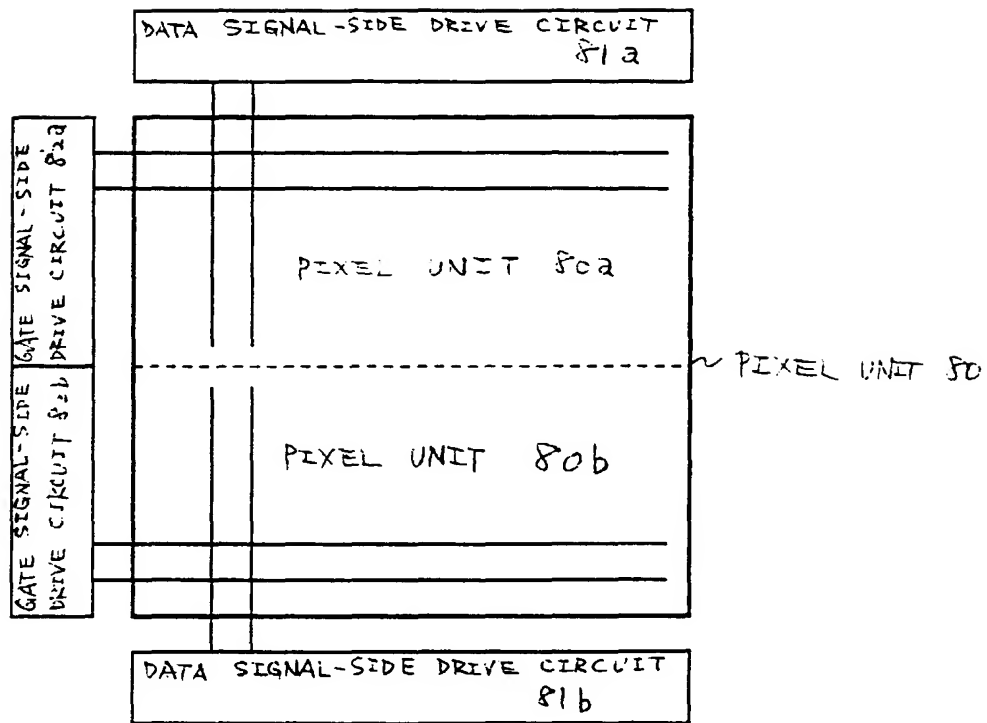 DATA SIGNAL-SIDE DRIVE CIRCUIT
81a
GATE SIGNAL-SIDE
DRIVE CIRCUIT 82a
PIXEL UNIT 80a
PIXEL UNIT 80
GATE SIGNAL-SIDE
DRIVE CIRCUIT 82b
PIXEL UNIT 80b
DATA SIGNAL-SIDE DRIVE CIRCUIT
81b